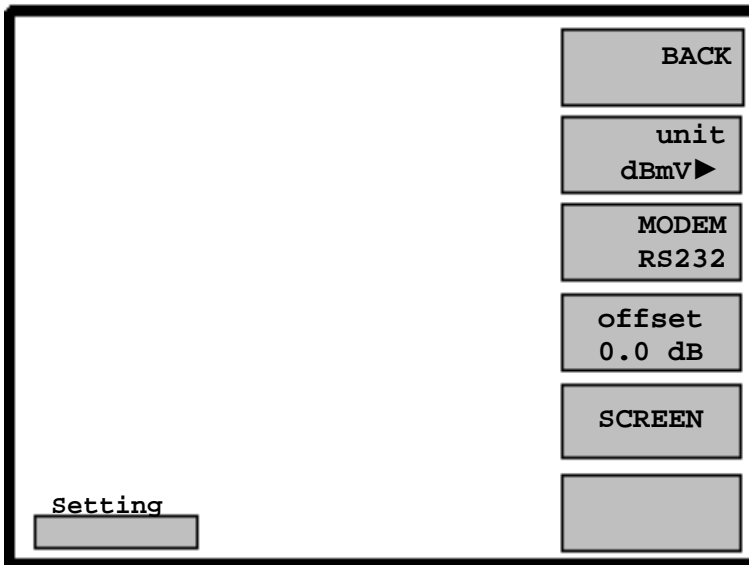 BACK
unit
dBmV▶
MODEM
RS232
offset
0.0 dB
SCREEN
Setting